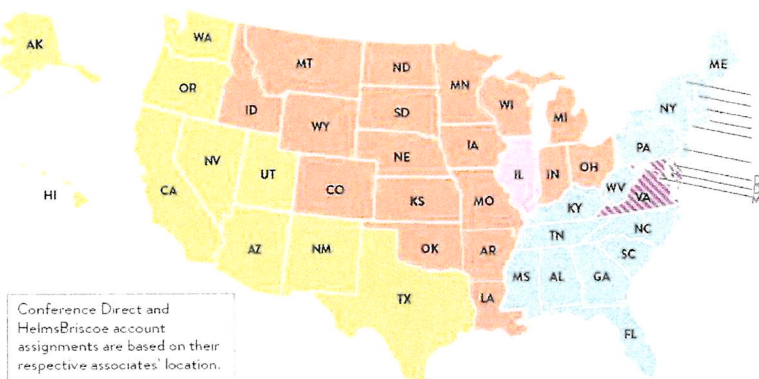 AK
WA
MT
ND
MN
ME
OR
ID
SD
WI
MI
NY
WY
IA
PA
NV
NE
IL
IN
OH
HI
CA
UT
CO
KS
MO
WV
VA
KY
AZ
NM
OK
AR
TN
NC
SC
TX
LA
MS
AL
GA
FL
Conference Direct and
HelmsBriscoe account
assignments are based on their
respective associates' location.